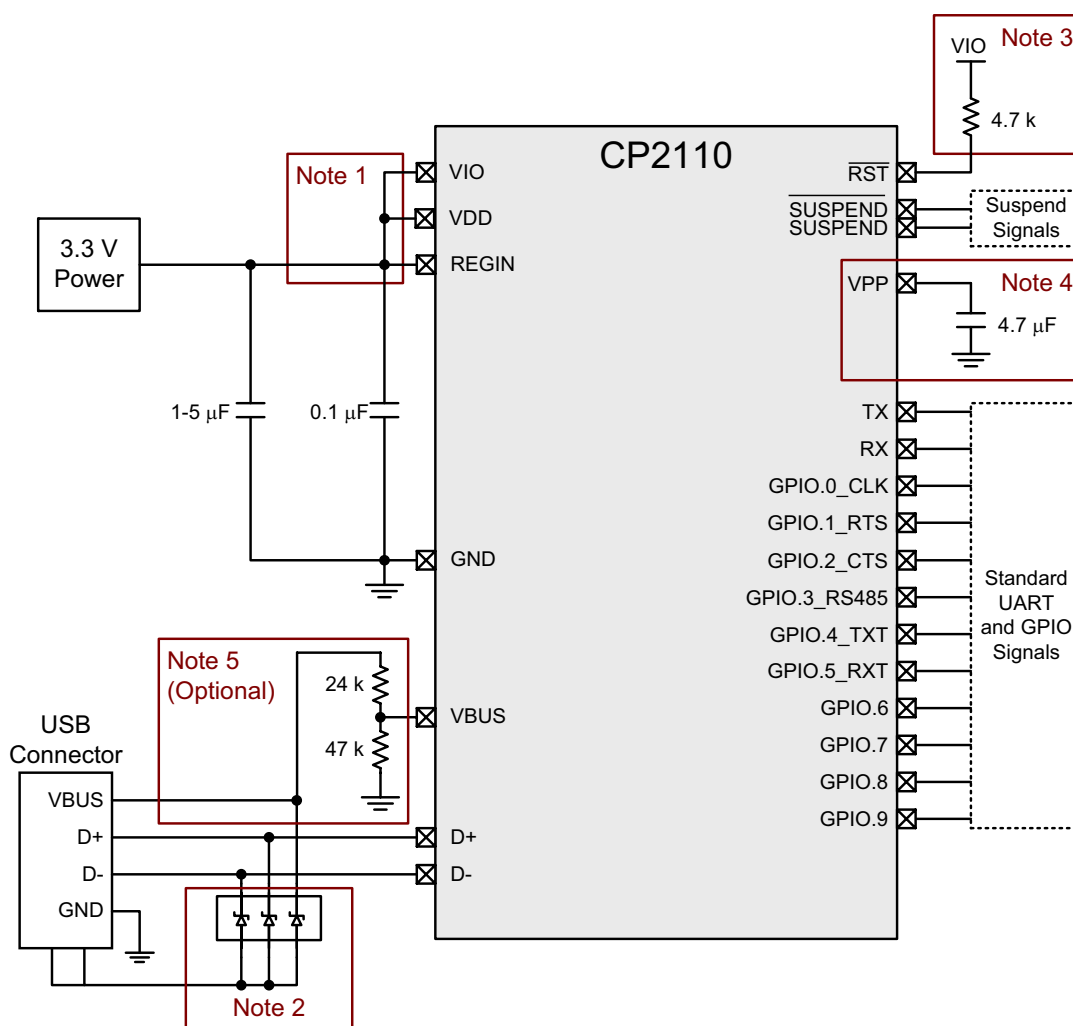 Note 3
VIO
4.7 k
CP2110
Note 1
VIO
RST
VDD
SUSPEND
SUSPEND
Suspend
Signals
3.3 V
Power
REGIN
VPP
Note 4
4.7 μF
1-5 μF
0.1 μF
TX
RX
GPIO.0_CLK
GPIO.1_RTS
GND
GPIO.2_CTS
GPIO.3_RS485
GPIO.4_TXT
GPIO.5_RXT
GPIO.6
GPIO.7
GPIO.8
GPIO.9
Standard
UART
and GPIO
Signals
Note 5
(Optional)
24 k
47 k
VBUS
USB
Connector
VBUS
D+
D-
GND
D+
D-
Note 2